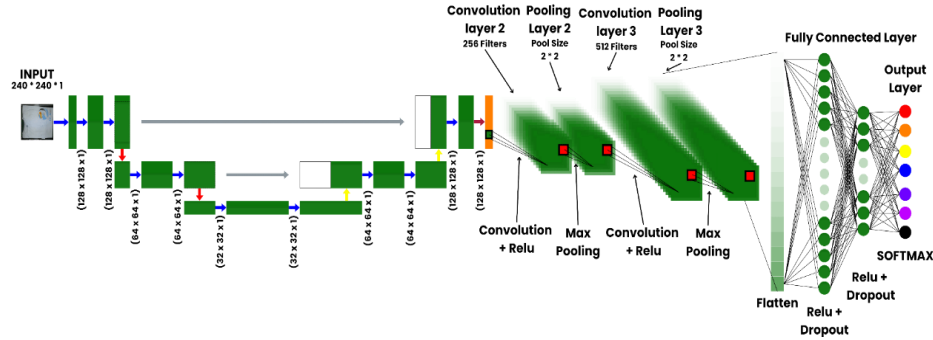 INPUT
240 * 240 * 1
(128 x 128 x 1)
(64 x 64 x 1)
(64 x 64 x 1)
(32 x 32 x 1)
(32 x 32 x 1)
(64 x 64 x 1)
(64 x 64 x 1)
(128 x 128 x 1)
(128 x 128 x 1)
Convolution
layer 2
256 Filters
Pooling
Layer 2
Pool Size
2 * 2
Convolution
layer 3
512 Filters
Pooling
Layer 3
Pool Size
2 * 2
Convolution
+ Relu
Max
Pooling
Convolution
+ Relu
Max
Pooling
Fully Connected Layer
Flatten
Relu +
Dropout
Relu +
Dropout
Output
Layer
SOFTMAX